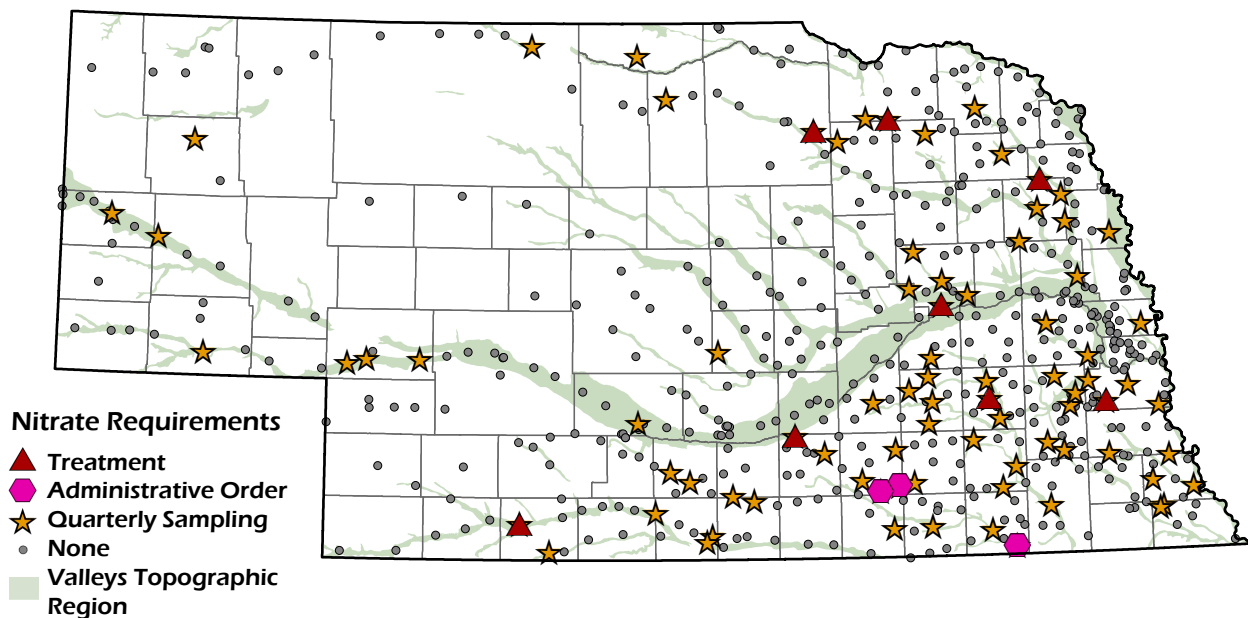 Nitrate Requirements
Treatment
Administrative Order
Quarterly Sampling
None
Valleys Topographic
Region